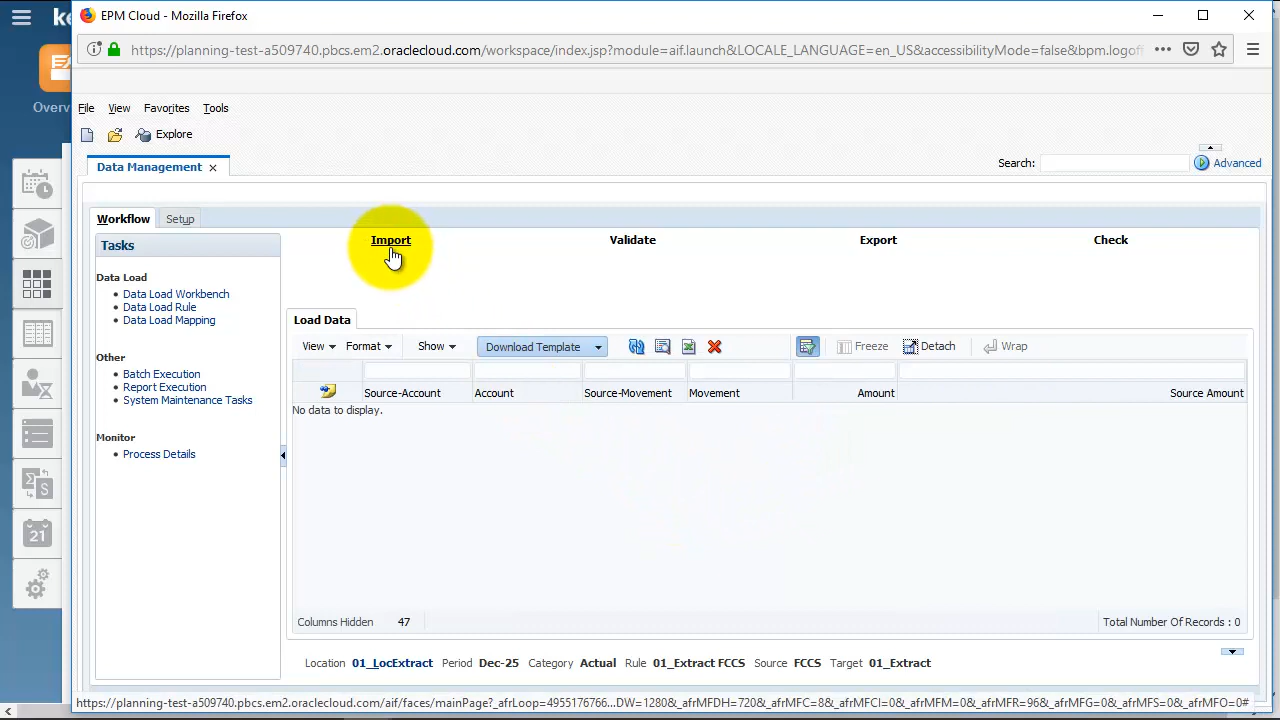 EPM Cloud - Mozilla Firefox
https://planning-test-a509740.pbcs.em2.oraclecloud.com/workspace/index.jsp?module=aif.launch&LOCALE_LANGUAGE=en_US&accessibilityMode=false&bpm.logoff
Overv
File View Favorites Tools
Explore
Data Management
Search: Advanced
Workflow Setup
Tasks
Import Validate Export Check
Data Load
Data Load Workbench
Data Load Rule
Data Load Mapping
Other
Batch Execution
Report Execution
System Maintenance Tasks
Monitor
Process Details
Load Data
View Format Show Download Template Freeze Detach Wrap
Source-Account Account Source-Movement Movement Amount Source Amount
No data to display.
Columns Hidden 47 Total Number Of Records : 0
Location 01_LocExtract Period Dec-25 Category Actual Rule 01_Extract FCCS Source FCCS Target 01_Extract
https://planning-test-a509740.pbcs.em2.oraclecloud.com/aif/faces/mainPage?_afrLoop=4955176766...DW=1280&_afrMFDH=720&_afrMFC=8&_afrMFCI=0&_afrMFM=0&_afrMFR=96&_afrMFG=0&_afrMFS=0&_afrMFO=0#
21